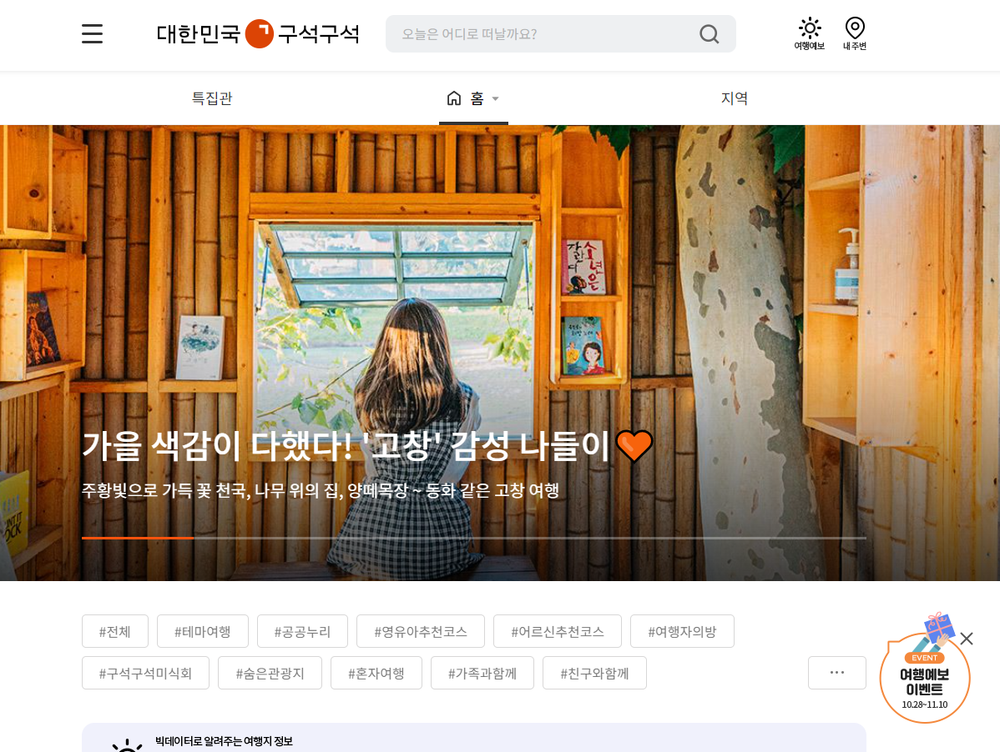 대한민국 구석구석
오늘은 어디로 떠날까요?
여행예보
내 주변
특집관
홈
지역
소년은
자란다
가을 색감이 다했다! '고창' 감성 나들이
주황빛으로 가득 꽃 천국, 나무 위의 집, 양떼목장 ~ 동화 같은 고창 여행
#전체
#테마여행
#공공누리
#영유아추천코스
#어르신추천코스
#여행자의방
#구석구석미식회
#숨은관광지
#혼자여행
#가족과함께
#친구와함께
···
EVENT
여행예보
이벤트
10.28~11.10
빅데이터로 알려주는 여행지 정보